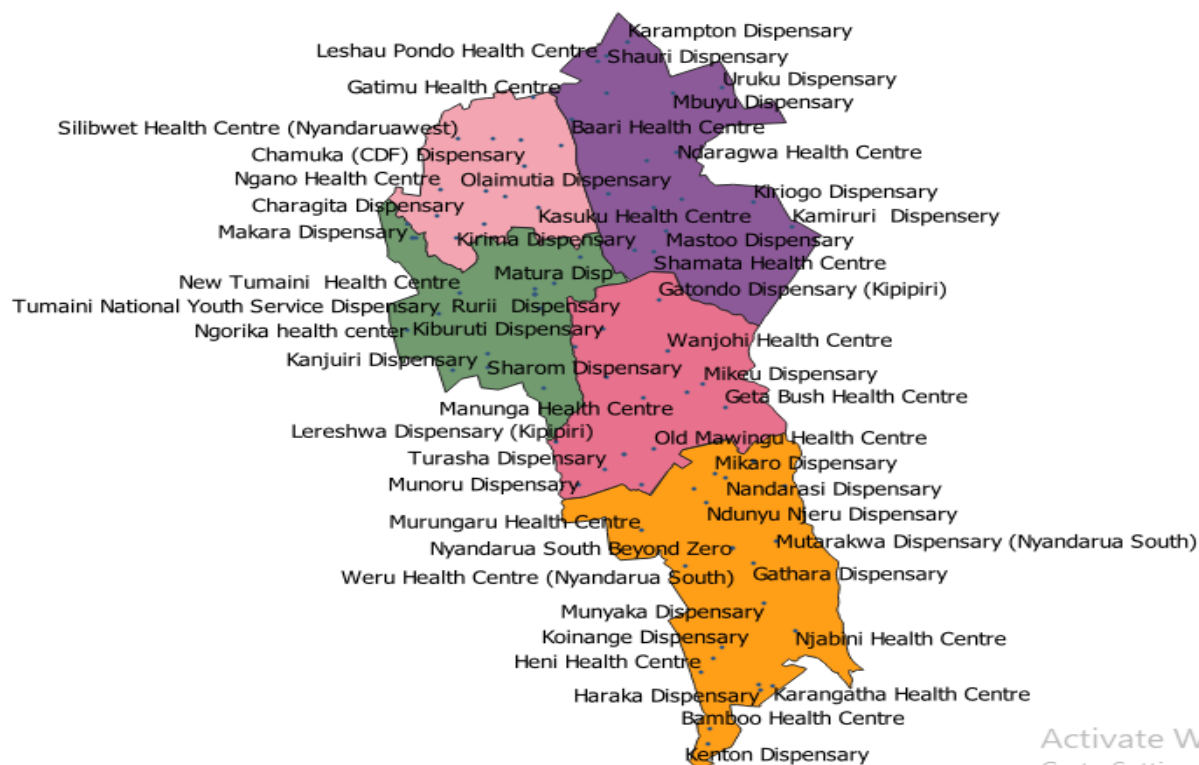 Karampton Dispensary
Leshau Pondo Health Centre
Shauri Dispensary
Uruku Dispensary
Gatimu Health Centre
Mbuyu Dispensary
Silibwet Health Centre (Nyandaruawest)
Baari Health Centre
Chamuka (CDF) Dispensary
Ndaragwa Health Centre
Ngano Health Centre
Olaimutia Dispensary
Kiriogo Dispensary
Charagita Dispensary
Kasuku Health Centre
Kamiruri Dispensery
Makara Dispensary
Kirima Dispensary
Mastoo Dispensary
Shamata Health Centre
Matura Disp
New Tumaini Health Centre
Gatondo Dispensary (Kipipiri)
Tumaini National Youth Service Dispensary
Rurii Dispensary
Ngorika health center
Kiburuti Dispensary
Wanjohi Health Centre
Kanjuiri Dispensary
Sharom Dispensary
Mikeu Dispensary
Geta Bush Health Centre
Manunga Health Centre
Lereshwa Dispensary (Kipipiri)
Old Mawingu Health Centre
Turasha Dispensary
Mikaro Dispensary
Munoru Dispensary
Nandarasi Dispensary
Ndunyu Njeru Dispensary
Murungaru Health Centre
Mutarakwa Dispensary (Nyandarua South)
Nyandarua South Beyond Zero
Weru Health Centre (Nyandarua South)
Gathara Dispensary
Munyaka Dispensary
Koinange Dispensary
Njabini Health Centre
Heni Health Centre
Haraka Dispensary
Karangatha Health Centre
Bamboo Health Centre
Kenton Dispensary
Activate W